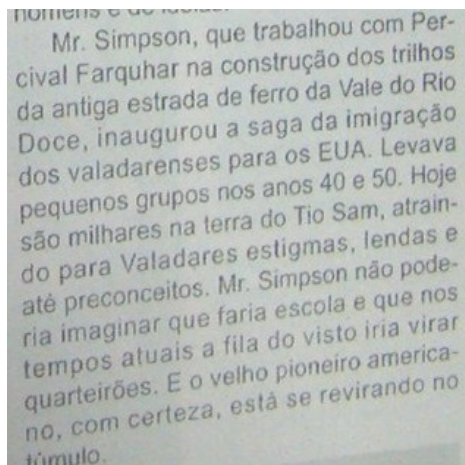 homens e de
Mr. Simpson, que trabalhou com Per-
cival Farquhar na construção dos trilhos
da antiga estrada de ferro da Vale do Rio
Doce, inaugurou a saga da imigração
dos valadarenses para os EUA. Levava
pequenos grupos nos anos 40 e 50. Hoje
são milhares na terra do Tio Sam, atrain-
do para Valadares estigmas, lendas e
até preconceitos. Mr. Simpson não pode-
ria imaginar que faria escola e que nos
tempos atuais a fila do visto iria virar
quarteirões. E o velho pioneiro america-
no, com certeza, está se revirando no
túmulo.